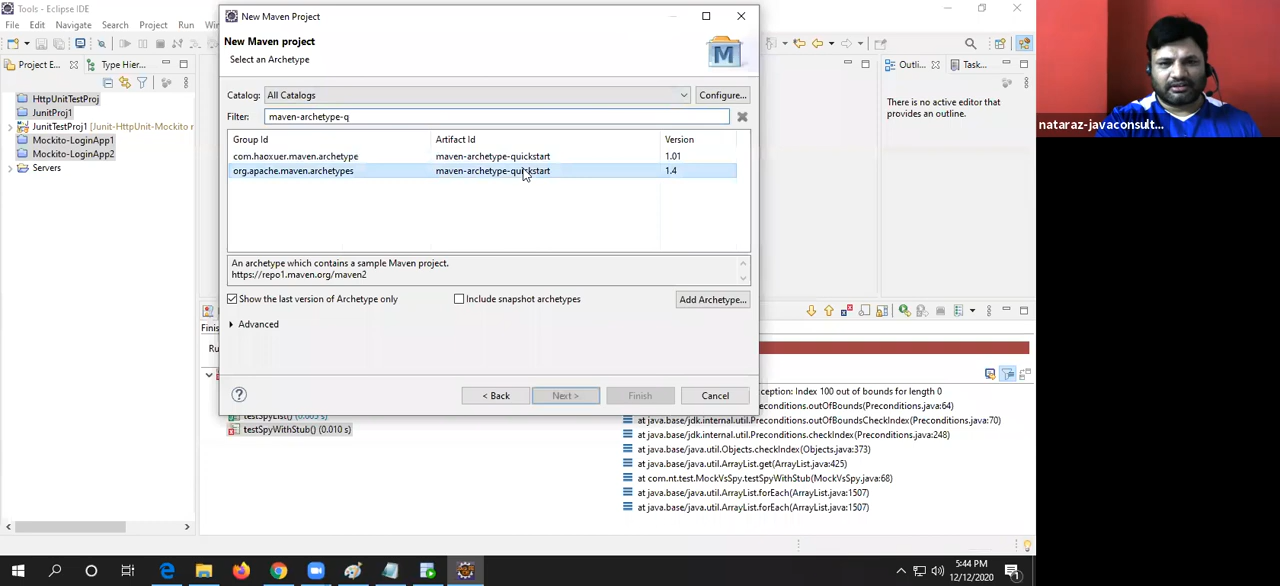 Tools - Eclipse IDE
New Maven Project
File Edit Navigate Search Project Run
New Maven project
Select an Archetype
Project E...
Type Hier...
Outli...
Task...
Catalog:
All Catalogs
Configure...
Filter:
maven-archetype-q
HttpUnitTestProj
JunitProj1
JunitTestProj1 [Junit-HttpUnit-Mockito
Mockito-LoginApp1
Mockito-LoginApp2
Servers
There is no active editor that
provides an outline.
nataraz-javaconsult...
Group Id Artifact Id Version
com.haoxuer.maven.archetype maven-archetype-quickstart 1.01
org.apache.maven.archetypes maven-archetype-quickstart 1.4
An archetype which contains a sample Maven project.
https://repo1.maven.org/maven2
Show the last version of Archetype only
Include snapshot archetypes
Add Archetype...
Advanced
Finis
Ru
< Back
Next >
Finish
Cancel
ception: Index 100 out of bounds for length 0
conditions.outOfBounds(Preconditions.java:64)
testSpyList() (0.005 s)
at java.base/jdk.internal.util.Preconditions.outOfBoundsCheckIndex(Preconditions.java:70)
testSpyWithStub() (0.010 s)
at java.base/jdk.internal.util.Preconditions.checkIndex(Preconditions.java:248)
at java.base/java.util.Objects.checkIndex(Objects.java:373)
at java.base/java.util.ArrayList.get(ArrayList.java:425)
at com.nt.test.MockVsSpy.testSpyWithStub(MockVsSpy.java:68)
at java.base/java.util.ArrayList.forEach(ArrayList.java:1507)
at java.base/java.util.ArrayList.forEach(ArrayList.java:1507)
5:44 PM
12/12/2020